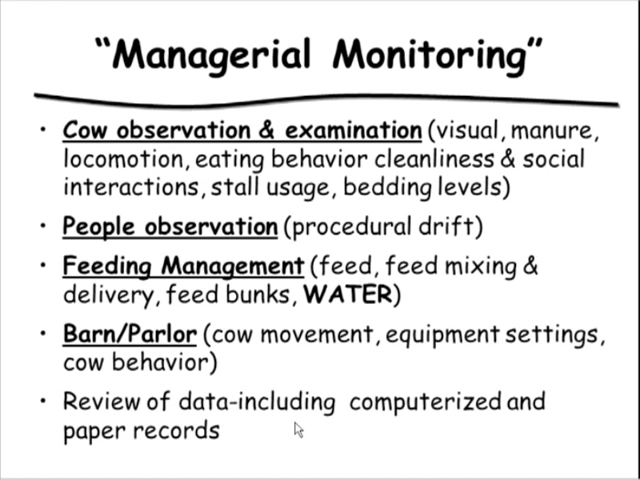 “Managerial Monitoring”
• Cow observation & examination (visual, manure,
locomotion, eating behavior cleanliness & social
interactions, stall usage, bedding levels)
• People observation (procedural drift)
• Feeding Management (feed, feed mixing &
delivery, feed bunks, WATER)
• Barn/Parlor (cow movement, equipment settings,
cow behavior)
• Review of data-including computerized and
paper records